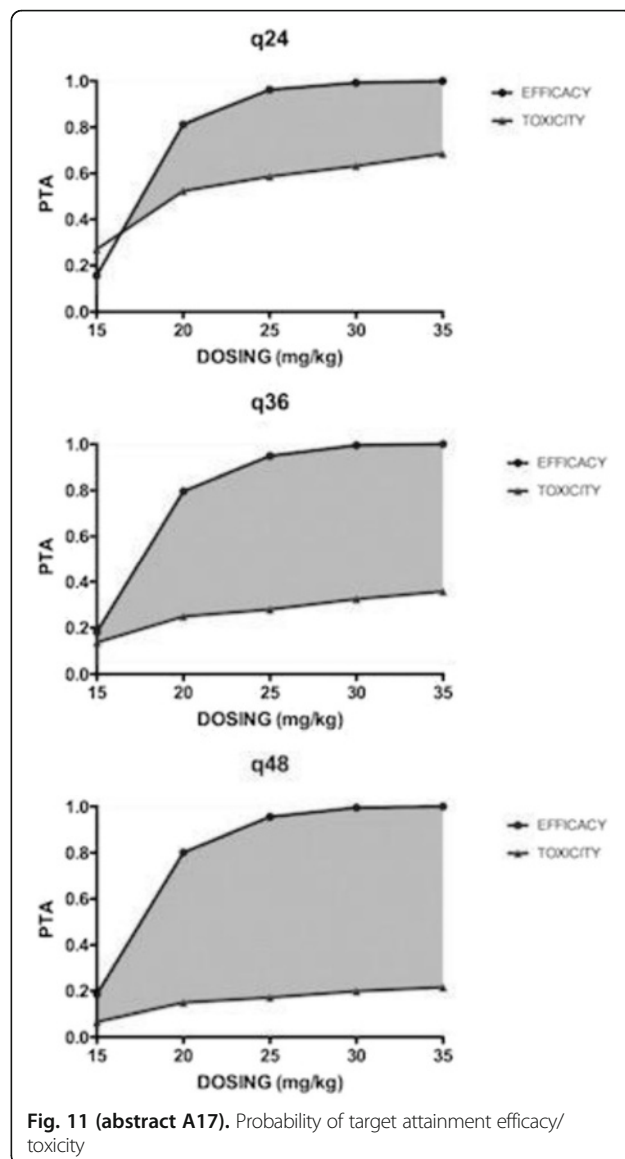 q24
1.0
0.8
0.6
0.4
0.2
0.0
PTA
15 20 25 30 35
DOSING (mg/kg)
EFFICACY
TOXICITY
q36
1.0
0.8
0.6
0.4
0.2
0.0
PTA
15 20 25 30 35
DOSING (mg/kg)
EFFICACY
TOXICITY
q48
1.0
0.8
0.6
0.4
0.2
0.0
PTA
15 20 25 30 35
DOSING (mg/kg)
EFFICACY
TOXICITY
Fig. 11 (abstract A17). Probability of target attainment efficacy/
toxicity